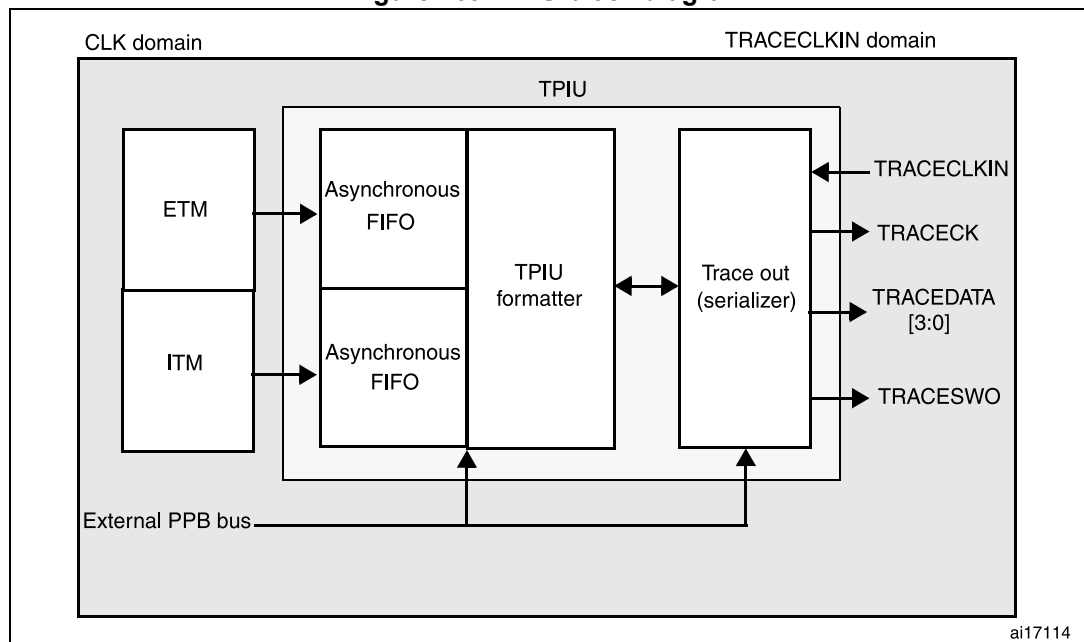 CLK domain
TRACECLKIN domain
TPIU
ETM
Asynchronous
FIFO
TPIU
formatter
Trace out
(serializer)
TRACECLKIN
TRACECK
TRACEDATA
[3:0]
TRACESWO
ITM
Asynchronous
FIFO
External PPB bus
ai17114